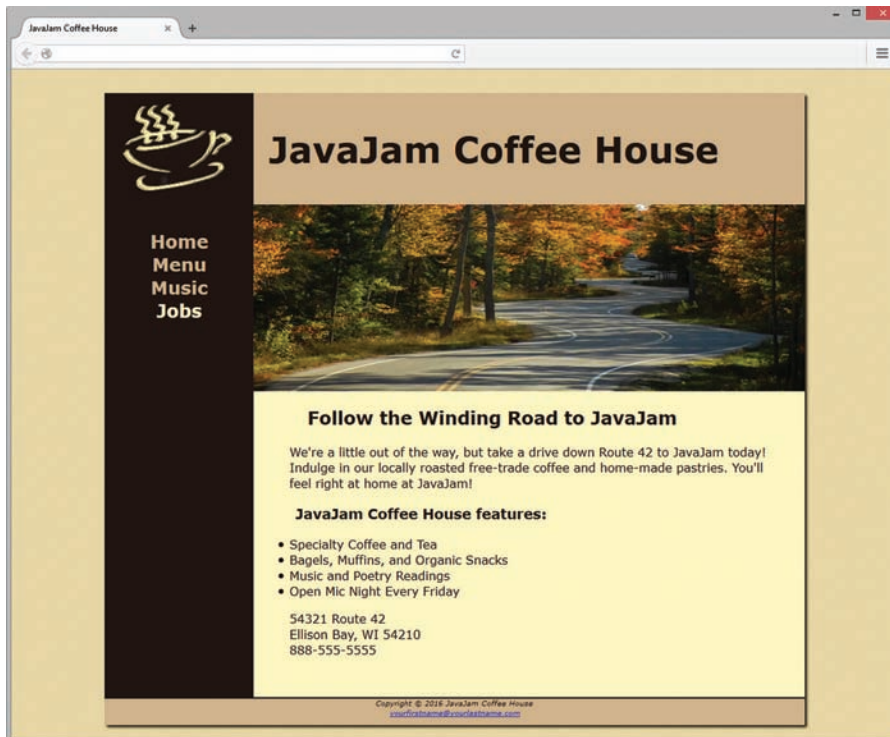 JavaJam Coffee House
JavaJam Coffee House
Home
Menu
Music
Jobs
Follow the Winding Road to JavaJam
We're a little out of the way, but take a drive down Route 42 to JavaJam today!
Indulge in our locally roasted free-trade coffee and home-made pastries. You'll
feel right at home at JavaJam!
JavaJam Coffee House features:
• Specialty Coffee and Tea
• Bagels, Muffins, and Organic Snacks
• Music and Poetry Readings
• Open Mic Night Every Friday
54321 Route 42
Ellison Bay, WI 54210
888-555-5555
Copyright © 2016 JavaJam Coffee House
yourfirstname@yourlastname.com